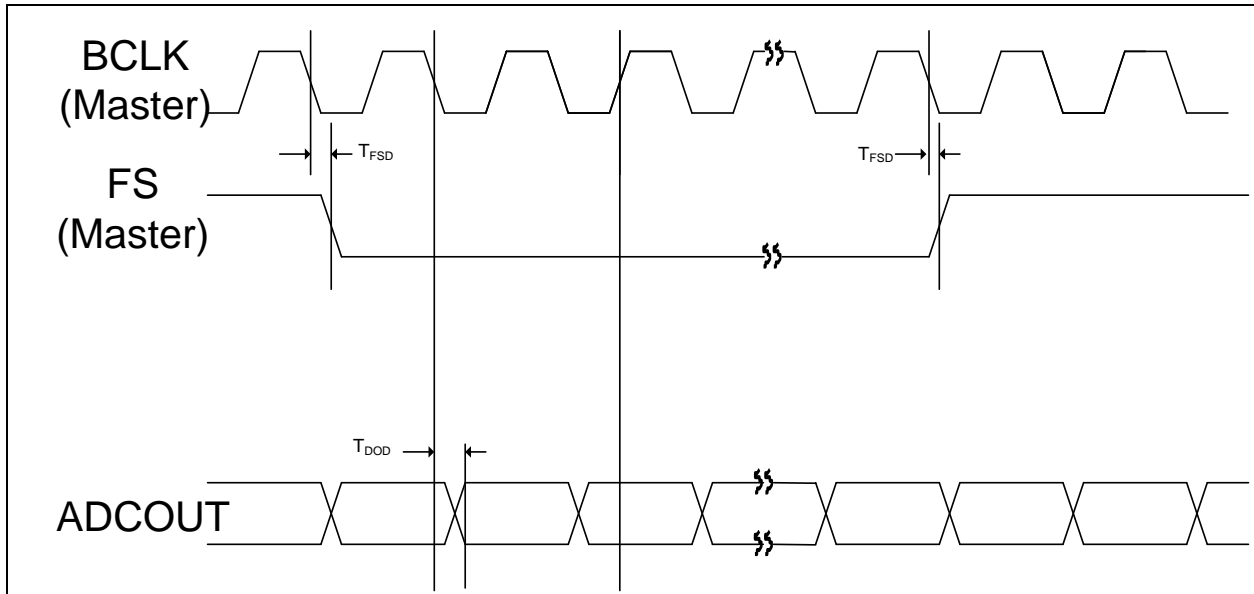 BCLK
(Master)
T_FSD
T_FSD
FS
(Master)
T_DOD
ADCOUT